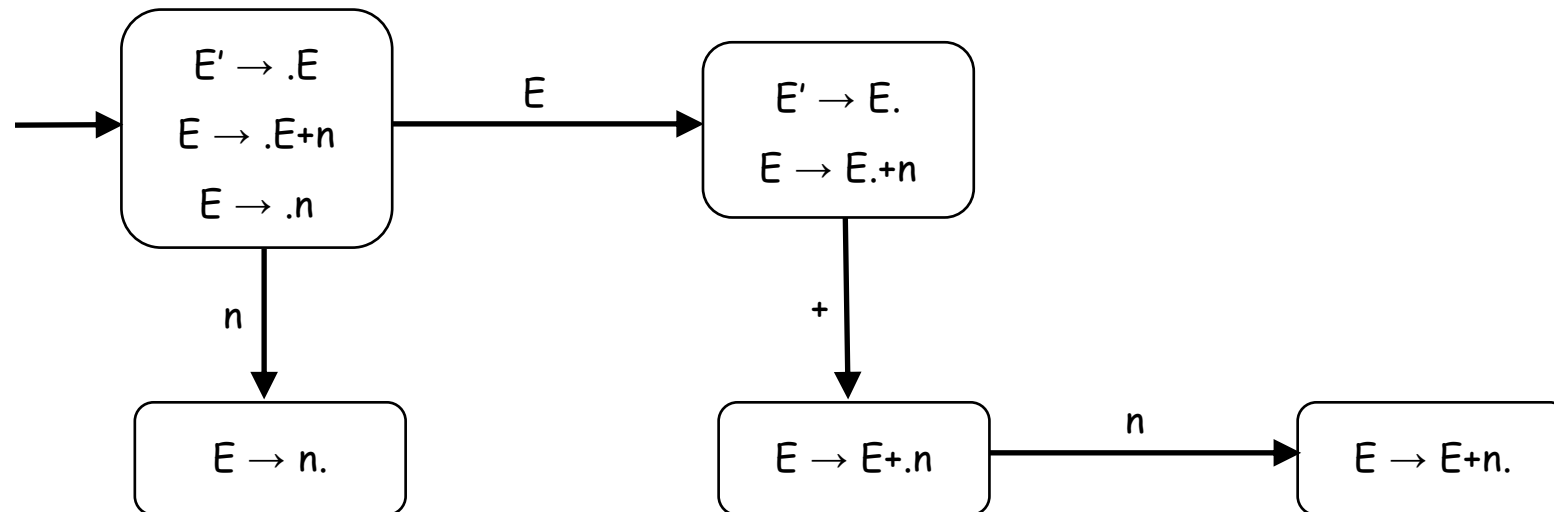 E' → .E
E → .E+n
E → .n
E
E' → E.
E → E.+n
n
+
E → n.
E → E+.n
n
E → E+n.